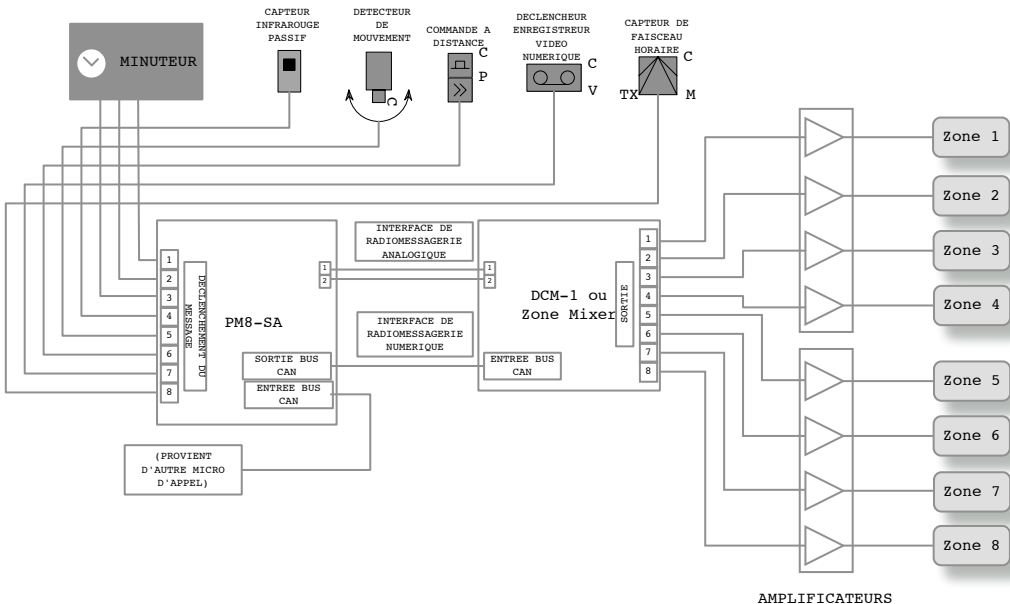 MINUTEUR
CAPTEUR
INFRAROUGE
PASSIF
DETECTEUR
DE
MOUVEMENT
C
COMMANDE A
DISTANCE
C
P
DECLENCHEUR
ENREGISTREUR
VIDEO
NUMERIQUE
C
V
CAPTEUR DE
FAISCEAU
HORAIRE
C
TX
M
1
2
3
4
5
6
7
8
DECLENCHEMENT DU
MESSAGE
PM8-SA
1
2
SORTIE BUS
CAN
ENTREE BUS
CAN
(PROVIENT
D'AUTRE MICRO
D'APPEL)
INTERFACE DE
RADIOMESSAGERIE
ANALOGIQUE
INTERFACE DE
RADIOMESSAGERIE
NUMERIQUE
1
2
DCM-1 ou
Zone Mixer
ENTREE BUS
CAN
SORTIE
1
2
3
4
5
6
7
8
Zone 1
Zone 2
Zone 3
Zone 4
Zone 5
Zone 6
Zone 7
Zone 8
AMPLIFICATEURS